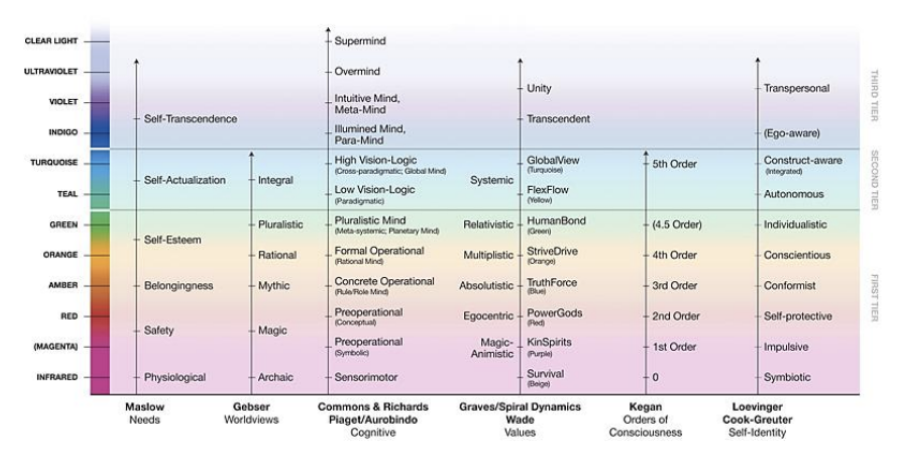 CLEAR LIGHT
ULTRAVIOLET
VIOLET
INDIGO
TURQUOISE
TEAL
GREEN
ORANGE
AMBER
RED
(MAGENTA)
INFRARED
Self-Transcendence
Self-Actualization
Self-Esteem
Belongingness
Safety
Physiological
Maslow
Needs
Integral
Pluralistic
Rational
Mythic
Magic
Archaic
Gebser
Worldviews
Supermind
Overmind
Intuitive Mind,
Meta-Mind
Illumined Mind,
Para-Mind
High Vision-Logic
(Cross-paradigmatic; Global Mind)
Low Vision-Logic
(Paradigmatic)
Pluralistic Mind
(Meta-systemic; Planetary Mind)
Formal Operational
(Rational Mind)
Concrete Operational
(Rule/Role Mind)
Preoperational
(Conceptual)
Preoperational
(Symbolic)
Sensorimotor
Commons & Richards
Piaget/Aurobindo
Cognitive
Systemic
Relativistic
Multiplistic
Absolutistic
Egocentric
Magic-
Animistic
Unity
Transcendent
GlobalView
(Turquoise)
FlexFlow
(Yellow)
HumanBond
(Green)
StriveDrive
(Orange)
TruthForce
(Blue)
PowerGods
(Red)
KinSpirits
(Purple)
Survival
(Beige)
Graves/Spiral Dynamics
Wade
Values
5th Order
(4.5 Order)
4th Order
3rd Order
2nd Order
1st Order
0
Kegan
Orders of
Consciousness
Transpersonal
(Ego-aware)
Construct-aware
(Integrated)
Autonomous
Individualistic
Conscientious
Conformist
Self-protective
Impulsive
Symbiotic
Loevinger
Cook-Greuter
Self-Identity
THIRD TIER
SECOND TIER
FIRST TIER